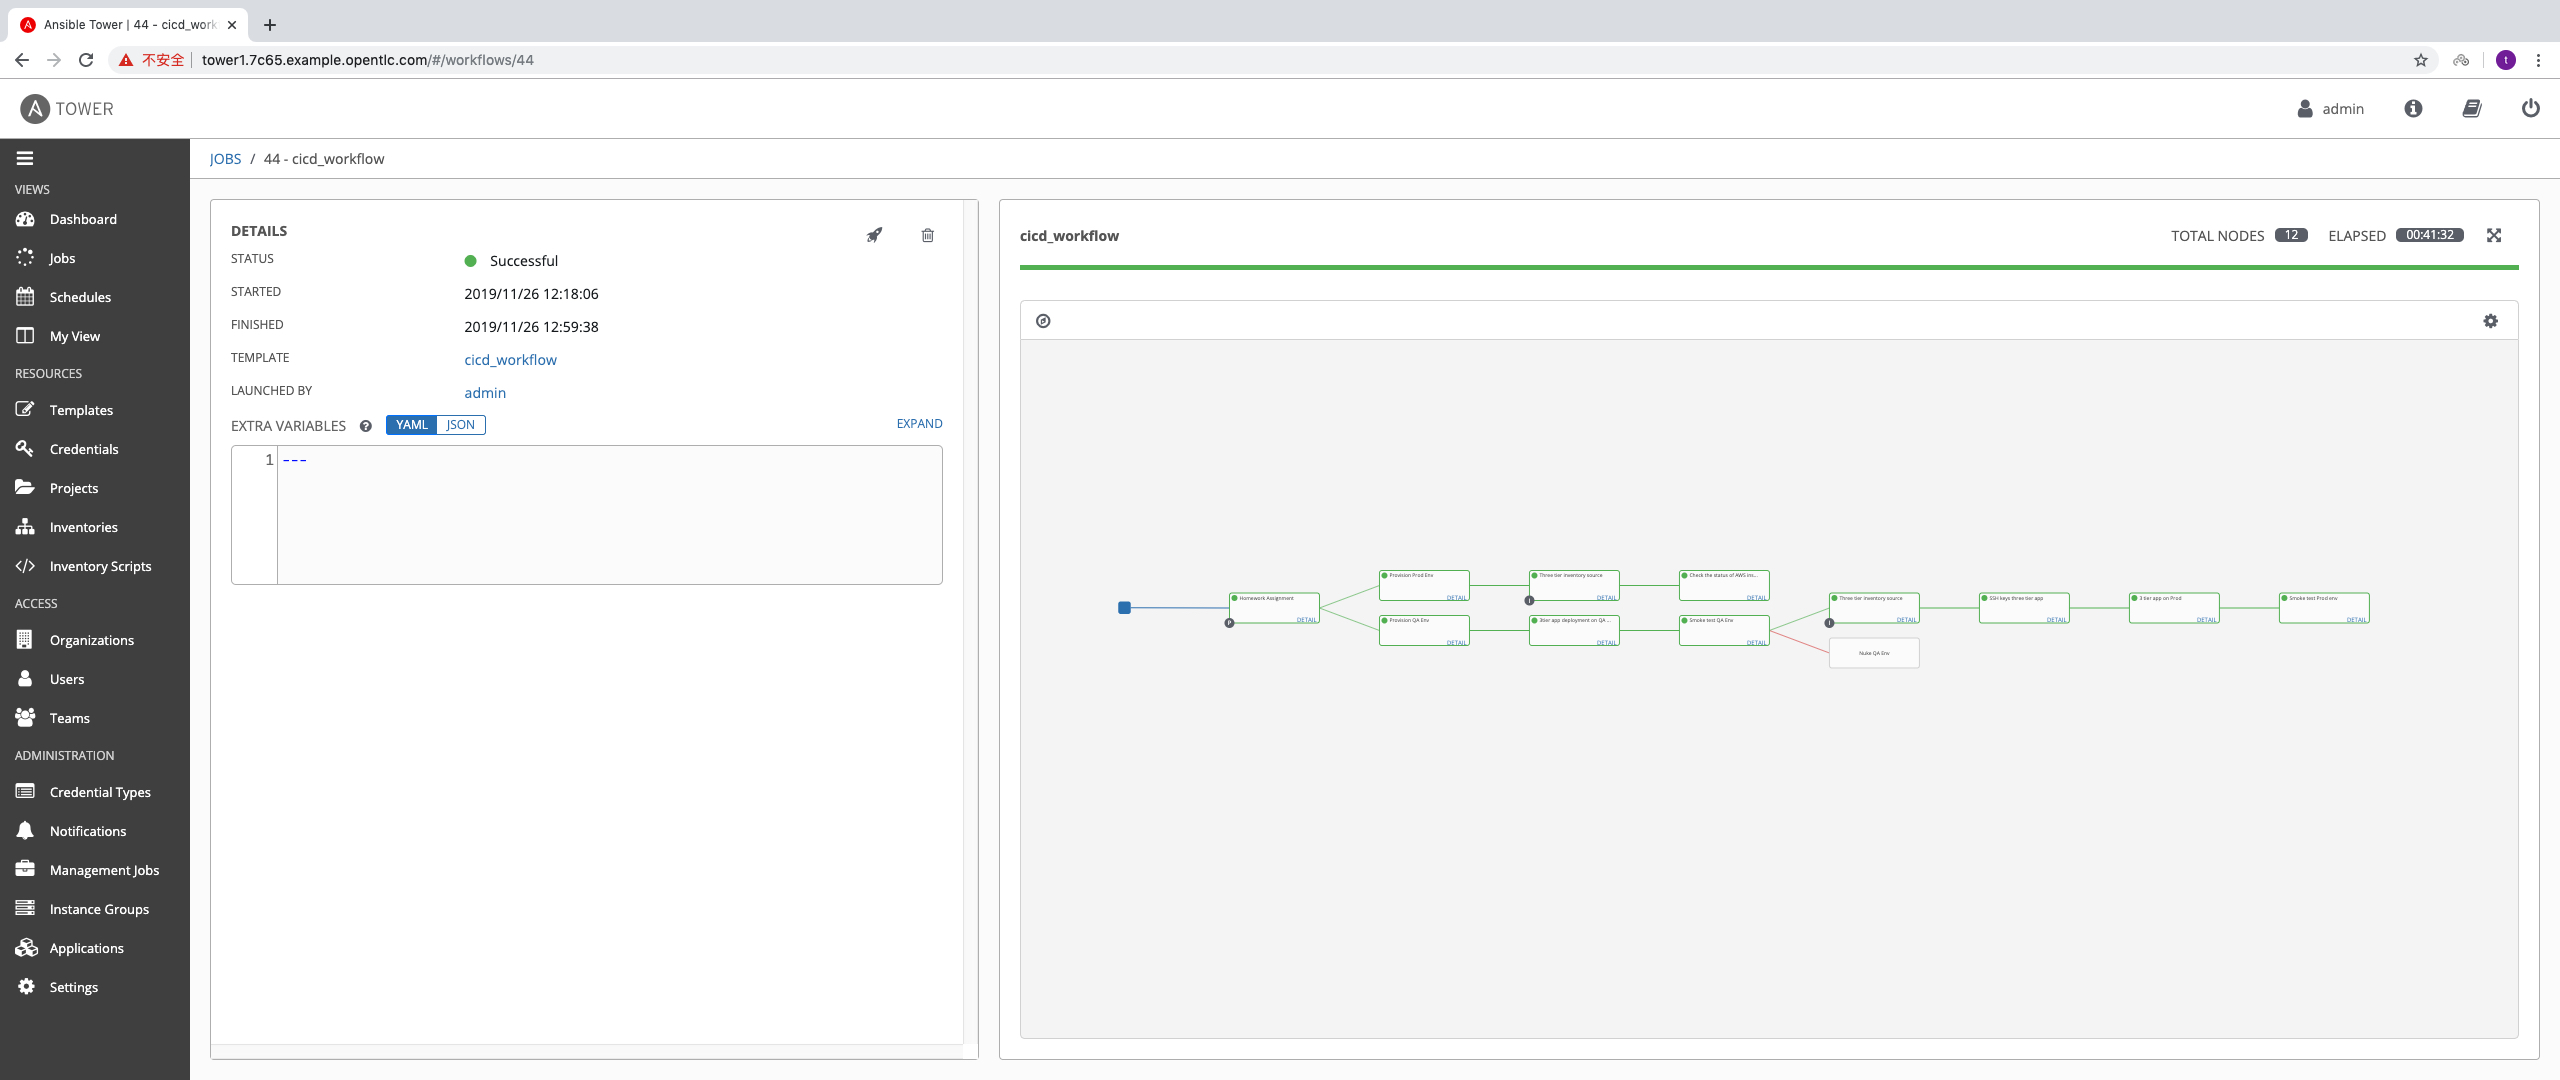 Ansible Tower | 44 - cicd_work
不安全
tower1.7c65.example.opentlc.com/#/workflows/44
t
TOWER
admin
JOBS / 44 - cicd_workflow
VIEWS
Dashboard
Jobs
Schedules
My View
RESOURCES
Templates
Credentials
Projects
Inventories
Inventory Scripts
ACCESS
Organizations
Users
Teams
ADMINISTRATION
Credential Types
Notifications
Management Jobs
Instance Groups
Applications
Settings
DETAILS
STATUS Successful
STARTED 2019/11/26 12:18:06
FINISHED 2019/11/26 12:59:38
TEMPLATE cicd_workflow
LAUNCHED BY admin
EXTRA VARIABLES YAML JSON EXPAND
1 ---
cicd_workflow
TOTAL NODES 12 ELAPSED 00:41:32
Homework Assignment
DETAIL
P
Provision Prod Env
DETAIL
Three tier inventory source
DETAIL
I
Check the status of AWS ins...
DETAIL
Provision QA Env
DETAIL
3tier app deployment on QA ...
DETAIL
Smoke test QA Env
DETAIL
Three tier inventory source
DETAIL
I
SSH keys three tier app
DETAIL
3 tier app on Prod
DETAIL
Smoke test Prod env
DETAIL
Nuke QA Env